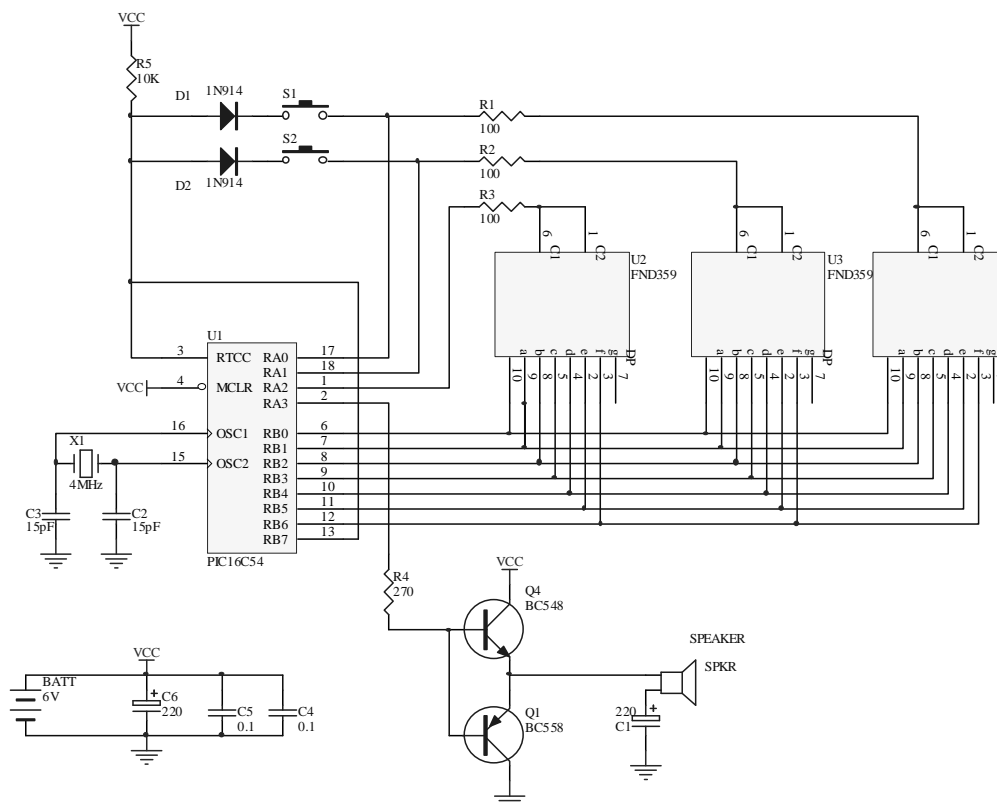 VCC
R5
10K
D1
1N914
S1
S2
D2
1N914
R1
100
R2
100
R3
100
6
C1
1
C2
U2
FND359
6
C1
1
C2
U3
FND359
6
C1
1
C2
a b c d e f g DP
10 9 8 5 4 2 3 7
a b c d e f g DP
10 9 8 5 4 2 3 7
a b c d e f g
10 9 8 5 4 2 3
U1
3 RTCC RA0 17
RA1 18
VCC 4 MCLR RA2 1
RA3 2
16 OSC1 RB0 6
RB1 7
15 OSC2 RB2 8
RB3 9
RB4 10
RB5 11
RB6 12
RB7 13
PIC16C54
X1
4MHz
C3
15pF
C2
15pF
R4
270
VCC
Q4
BC548
SPEAKER
SPKR
Q1
BC558
220
+
C1
VCC
BATT
6V
+
C6
220
C5
0.1
C4
0.1